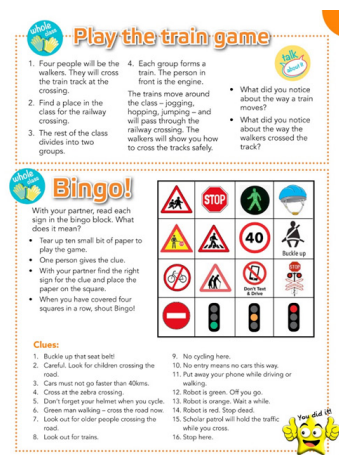 whole class
Play the train game
1. Four people will be the
walkers. They will cross
the train track at the
crossing.
2. Find a place in the
class for the railway
crossing.
3. The rest of the class
divides into two
groups.
4. Each group forms a
train. The person in
front is the engine.
The trains move around
the class – jogging,
hopping, jumping – and
will pass through the
railway crossing. The
walkers will show you how
to cross the tracks safely.
talk
about it
• What did you notice
about the way a train
moves?
• What did you notice
about the way the
walkers crossed the
track?
whole class
Bingo!
With your partner, read each
sign in the bingo block. What
does it mean?
• Tear up ten small bit of paper to
play the game.
• One person gives the clue.
• With your partner find the right
sign for the clue and place the
paper on the square.
• When you have covered four
squares in a row, shout Bingo!
STOP
40
Buckle up
Don't Text
& Drive
Clues:
1. Buckle up that seat belt!
2. Careful. Look for children crossing the
road.
3. Cars must not go faster than 40kms.
4. Cross at the zebra crossing.
5. Don't forget your helmet when you cycle.
6. Green man walking – cross the road now.
7. Look out for older people crossing the
road.
8. Look out for trains.
9. No cycling here.
10. No entry means no cars this way.
11. Put away your phone while driving or
walking.
12. Robot is green. Off you go.
13. Robot is orange. Wait a while.
14. Robot is red. Stop dead.
15. Scholar patrol will hold the traffic
while you cross.
16. Stop here.
You did it!